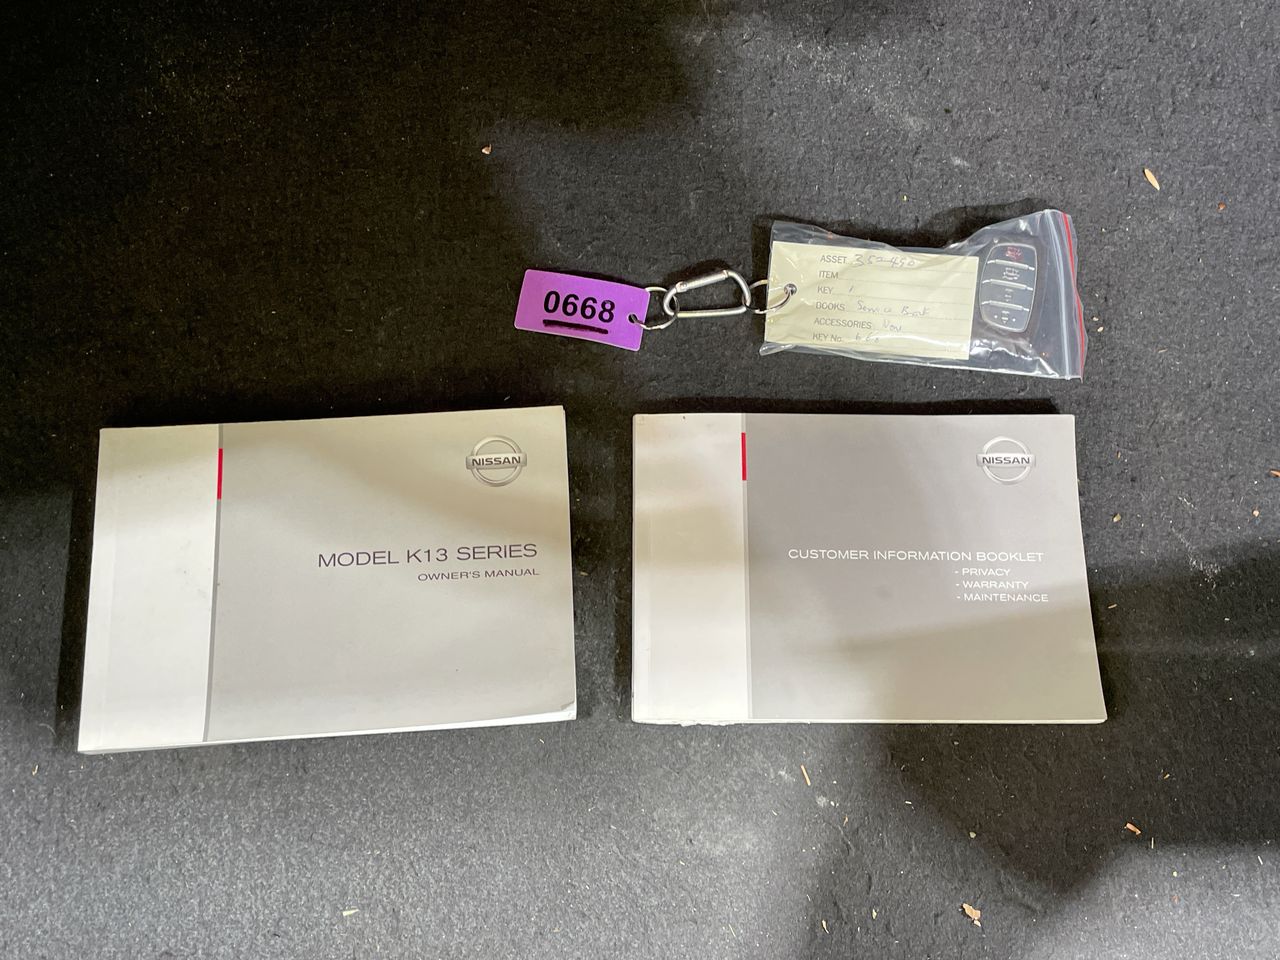 0668
ASSET
ITEM
KEY 1
BOOKS Service Book
ACCESSORIES
KEY No. 668
NISSAN
MODEL K13 SERIES
OWNER'S MANUAL
NISSAN
CUSTOMER INFORMATION BOOKLET
- PRIVACY
- WARRANTY
- MAINTENANCE